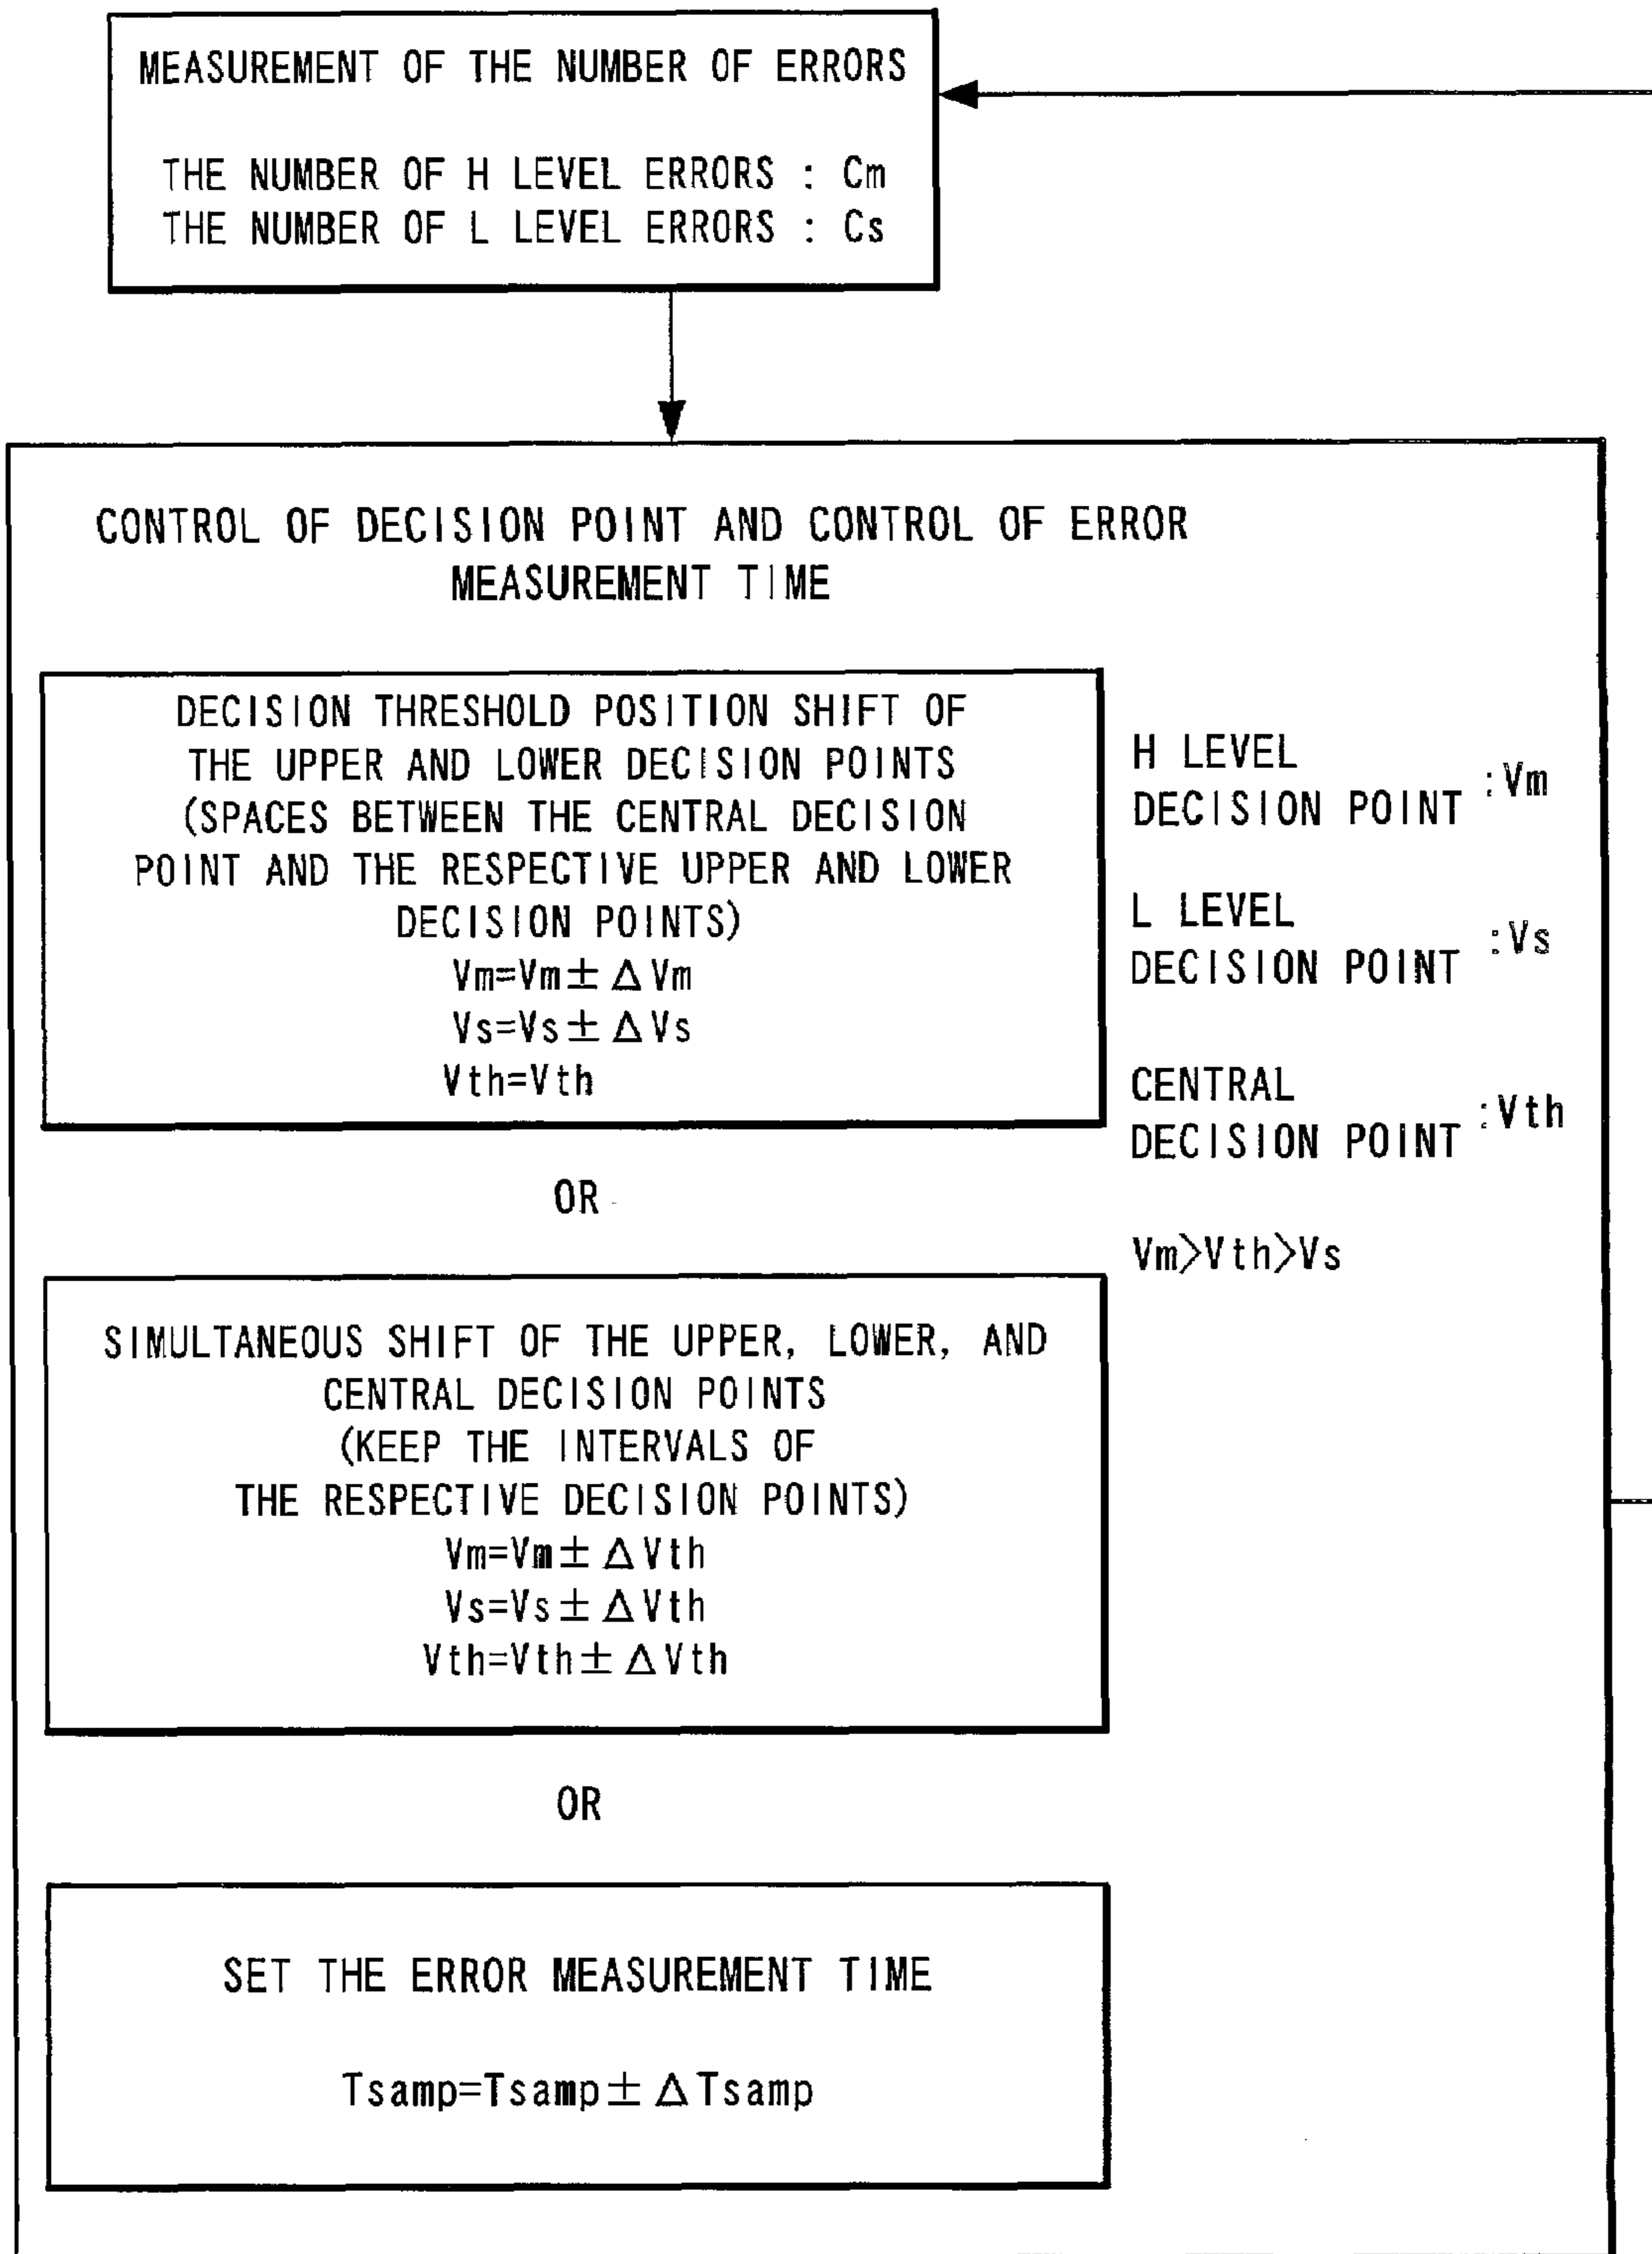 MEASUREMENT OF THE NUMBER OF ERRORS
THE NUMBER OF H LEVEL ERRORS : Cm
THE NUMBER OF L LEVEL ERRORS : Cs
CONTROL OF DECISION POINT AND CONTROL OF ERROR
MEASUREMENT TIME
DECISION THRESHOLD POSITION SHIFT OF
THE UPPER AND LOWER DECISION POINTS
(SPACES BETWEEN THE CENTRAL DECISION
POINT AND THE RESPECTIVE UPPER AND LOWER
DECISION POINTS)
Vm=Vm±ΔVm
Vs=Vs±ΔVs
Vth=Vth
H LEVEL
DECISION POINT :Vm
L LEVEL
DECISION POINT :Vs
CENTRAL
DECISION POINT :Vth
Vm>Vth>Vs
OR
SIMULTANEOUS SHIFT OF THE UPPER, LOWER, AND
CENTRAL DECISION POINTS
(KEEP THE INTERVALS OF
THE RESPECTIVE DECISION POINTS)
Vm=Vm±ΔVth
Vs=Vs±ΔVth
Vth=Vth±ΔVth
OR
SET THE ERROR MEASUREMENT TIME
Tsamp=Tsamp±ΔTsamp